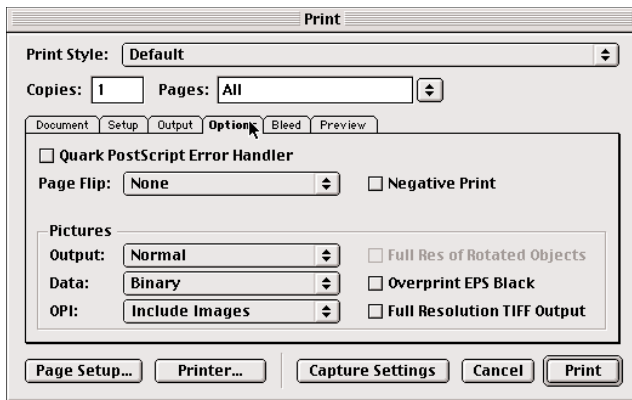 Print
Print Style: Default
Copies: 1 Pages: All
Document Setup Output Options Bleed Preview
Quark PostScript Error Handler
Page Flip: None Negative Print
Pictures
Output: Normal Full Res of Rotated Objects
Data: Binary Overprint EPS Black
OPI: Include Images Full Resolution TIFF Output
Page Setup... Printer... Capture Settings Cancel Print